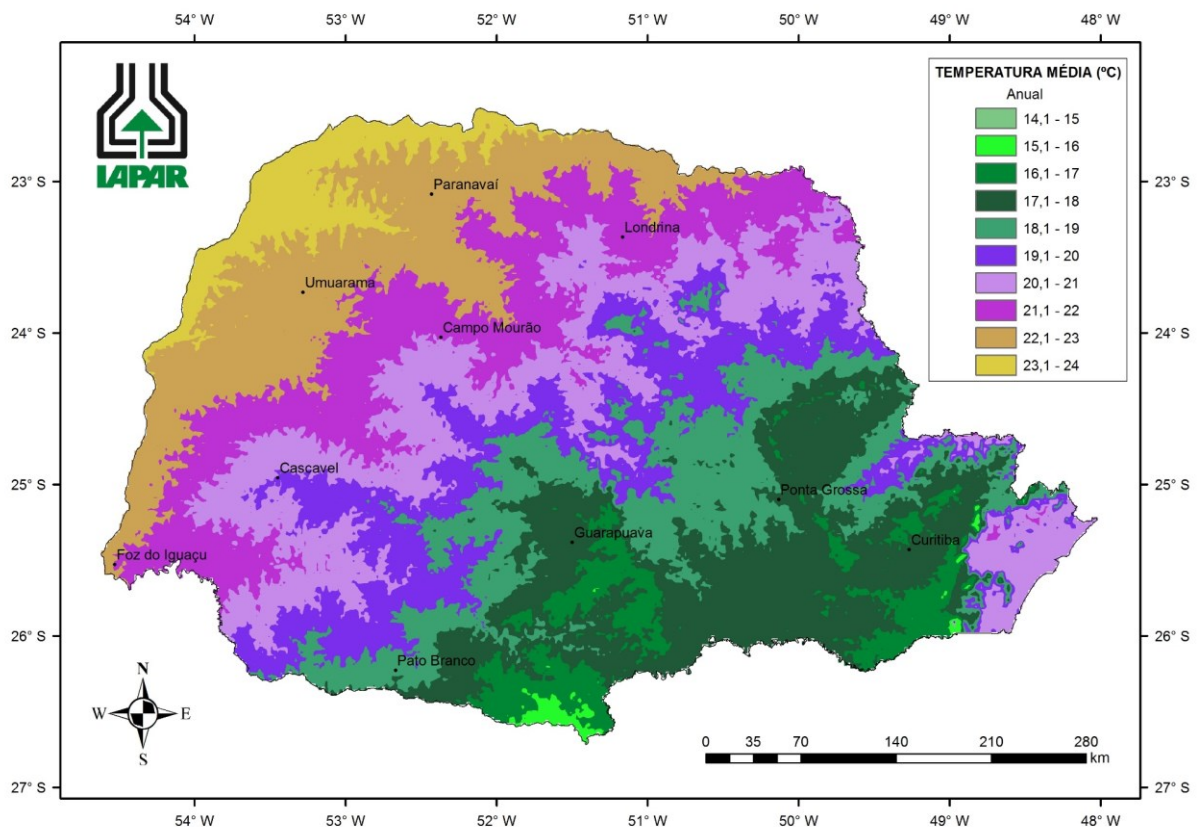 54° W 53° W 52° W 51° W 50° W 49° W 48° W
IAPAR
TEMPERATURA MÉDIA (ºC)
Anual
14,1 - 15
15,1 - 16
16,1 - 17
17,1 - 18
18,1 - 19
19,1 - 20
20,1 - 21
21,1 - 22
22,1 - 23
23,1 - 24
23° S 23° S
Paranavaí
Londrina
Umuarama
24° S 24° S
Campo Mourão
Cascavel
25° S 25° S
Ponta Grossa
Guarapuava
Curitiba
Foz do Iguaçu
26° S 26° S
Pato Branco
N
W E
S
0 35 70 140 210 280
km
27° S 27° S
54° W 53° W 52° W 51° W 50° W 49° W 48° W